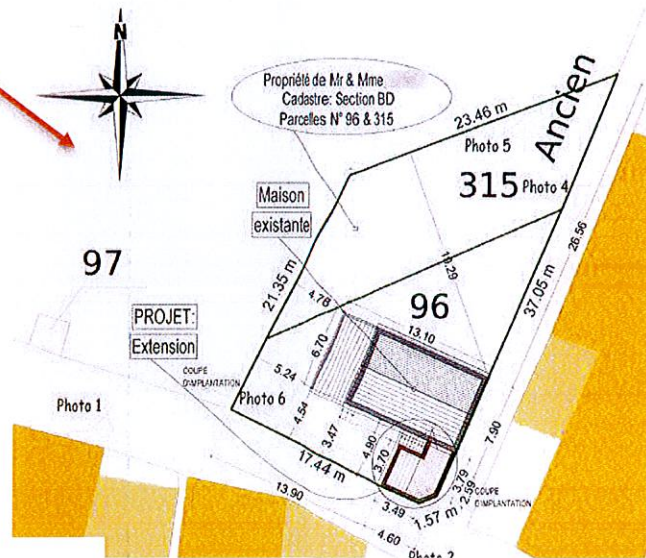 N
Propriété de Mr & Mme
Cadastre: Section BD
Parcelles N° 96 & 315
Ancien
23.46 m
Photo 5
315
Photo 4
Maison
existante
97
21.35 m
4.78
96
26.56
37.05 m
13.10
PROJET:
Extension
6.70
5.24
COUPE
D'IMPLANTATION
Photo 6
4.54
3.47
4.90
3.70
7.90
Photo 1
17.44 m
3.79
2.59
COUPE
D'IMPLANTATION
13.90
3.49
1.57 m
4.60
Photo 2